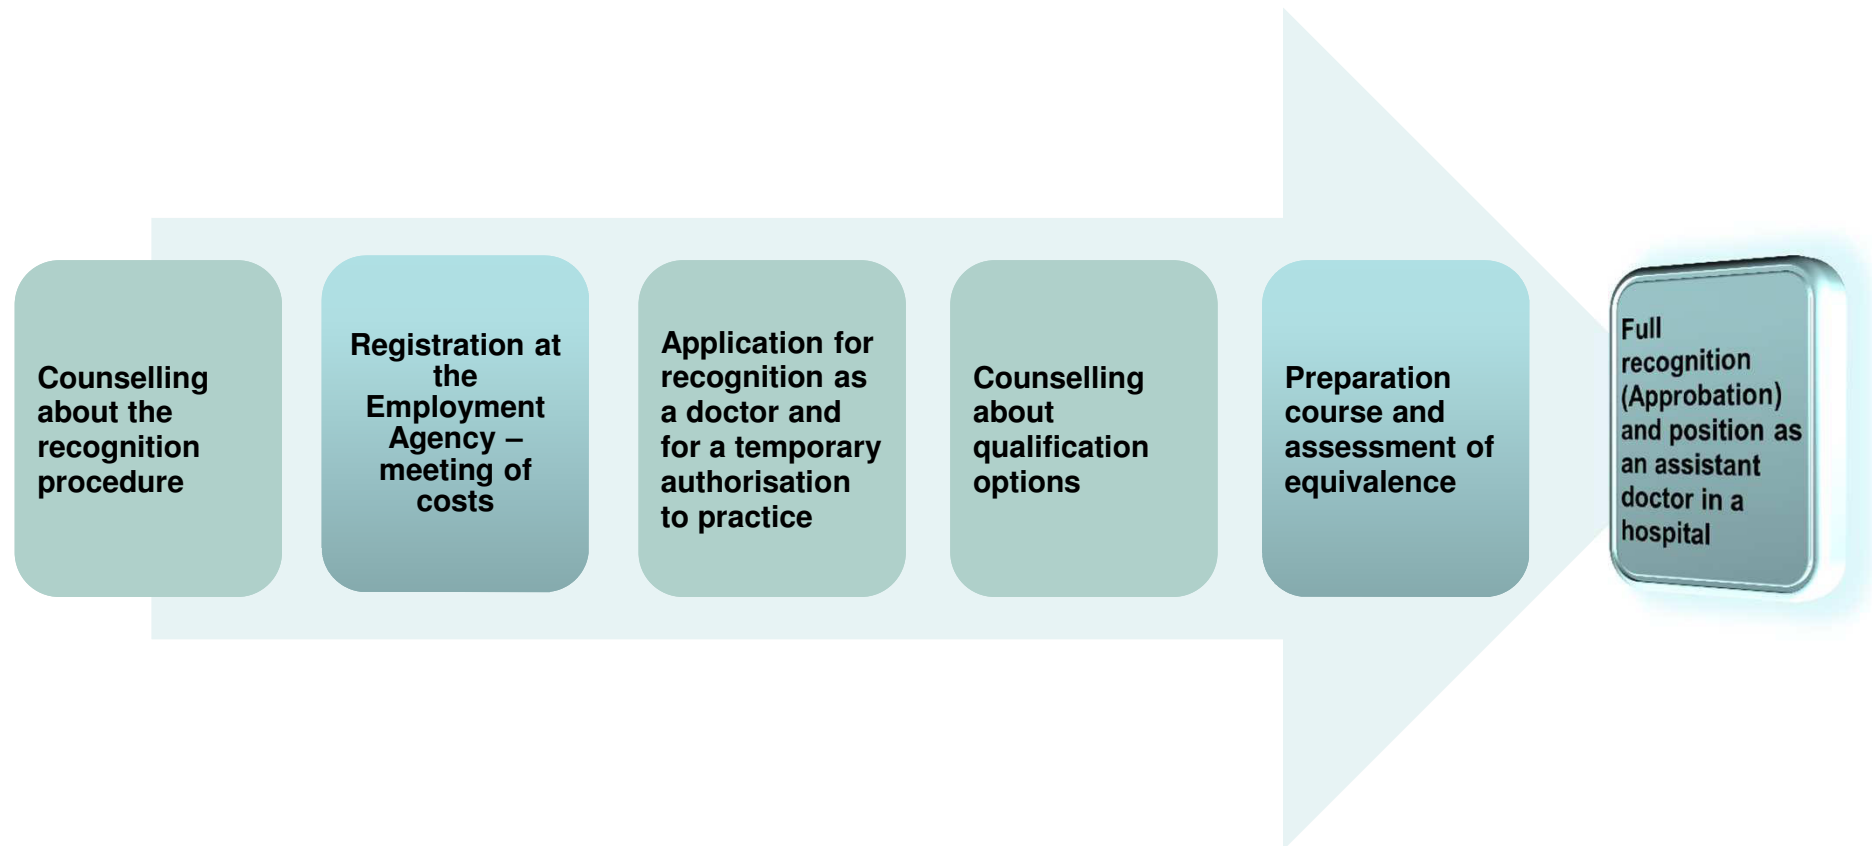 Counselling
about the
recognition
procedure
Registration at
the
Employment
Agency –
meeting of
costs
Application for
recognition as
a doctor and
for a temporary
authorisation
to practice
Counselling
about
qualification
options
Preparation
course and
assessment of
equivalence
Full
recognition
(Approbation)
and position as
an assistant
doctor in a
hospital